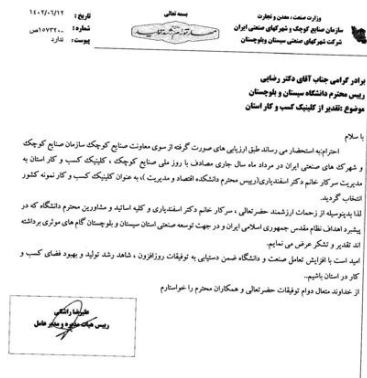 بسمه تعالی
وزارت صنعت، معدن و تجارت
سازمان صنایع کوچک و شهرکهای صنعتی ایران
شرکت شهرکهای صنعتی سیستان وبلوچستان
تاریخ : ۱۴۰۲/۰۶/۱۲
شماره :
پیوست : ندارد
برادر گرامی جناب آقای دکتر رضایی
رییس محترم دانشگاه سیستان و بلوچستان
موضوع :تقدیر از کلینیک کسب و کار استان
با سلام
احترام؛به استحضار می رساند طبق ارزیابی های صورت گرفته از سوی معاونت صنایع کوچک سازمان صنایع کوچک
و شهرک های صنعتی ایران در مرداد ماه سال جاری مصادف با روز ملی صنایع کوچک ، کلینیک کسب و کار استان به
مدیریت سرکار خانم دکتر اسفندیاری(رییس محترم دانشکده اقتصاد و مدیریت )، به عنوان کلینیک کسب و کار نمونه کشور
انتخاب گردید.
لذا بدینوسیله از زحمات ارزشمند حضرتعالی ، سرکار خانم دکتر اسفندیاری و کلیه اساتید و مشاورین محترم دانشگاه که در
پیشبرد اهداف نظام مقدس جمهوری اسلامی ایران و در جهت توسعه صنعتی استان سیستان و بلوچستان گام های موثری برداشته
اند تقدیر و تشکر عرض می نمایم.
امید است با افزایش تعامل صنعت و دانشگاه ضمن دستیابی به توفیقات روزافزون ، شاهد رشد تولید و بهبود فضای کسب و
کار در استان باشیم..
از خداوند متعال دوام توفیقات حضرتعالی و همکاران محترم را خواستارم
علیرضا راشکی
رییس هیات مدیره و مدیر عامل